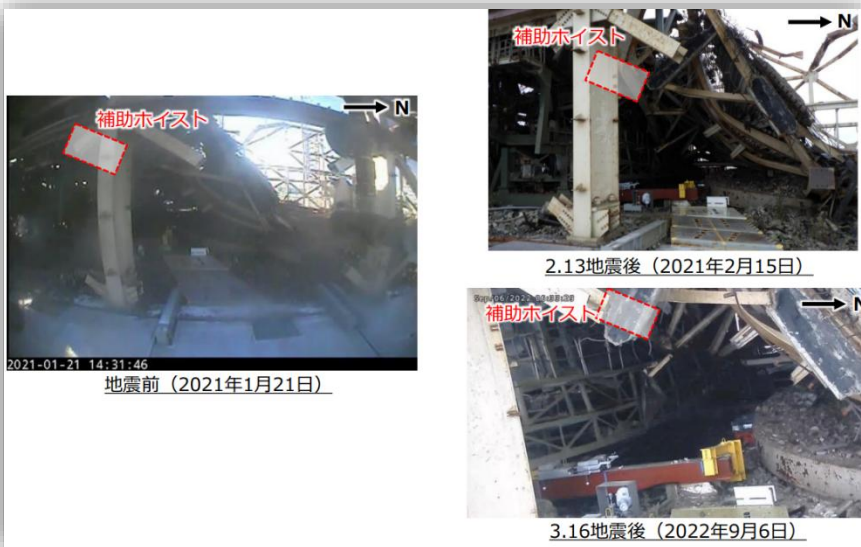 補助ホイスト
N
2021-01-21 14:31:46
地震前（2021年1月21日）
補助ホイスト
N
2.13地震後（2021年2月15日）
補助ホイスト
N
3.16地震後（2022年9月6日）